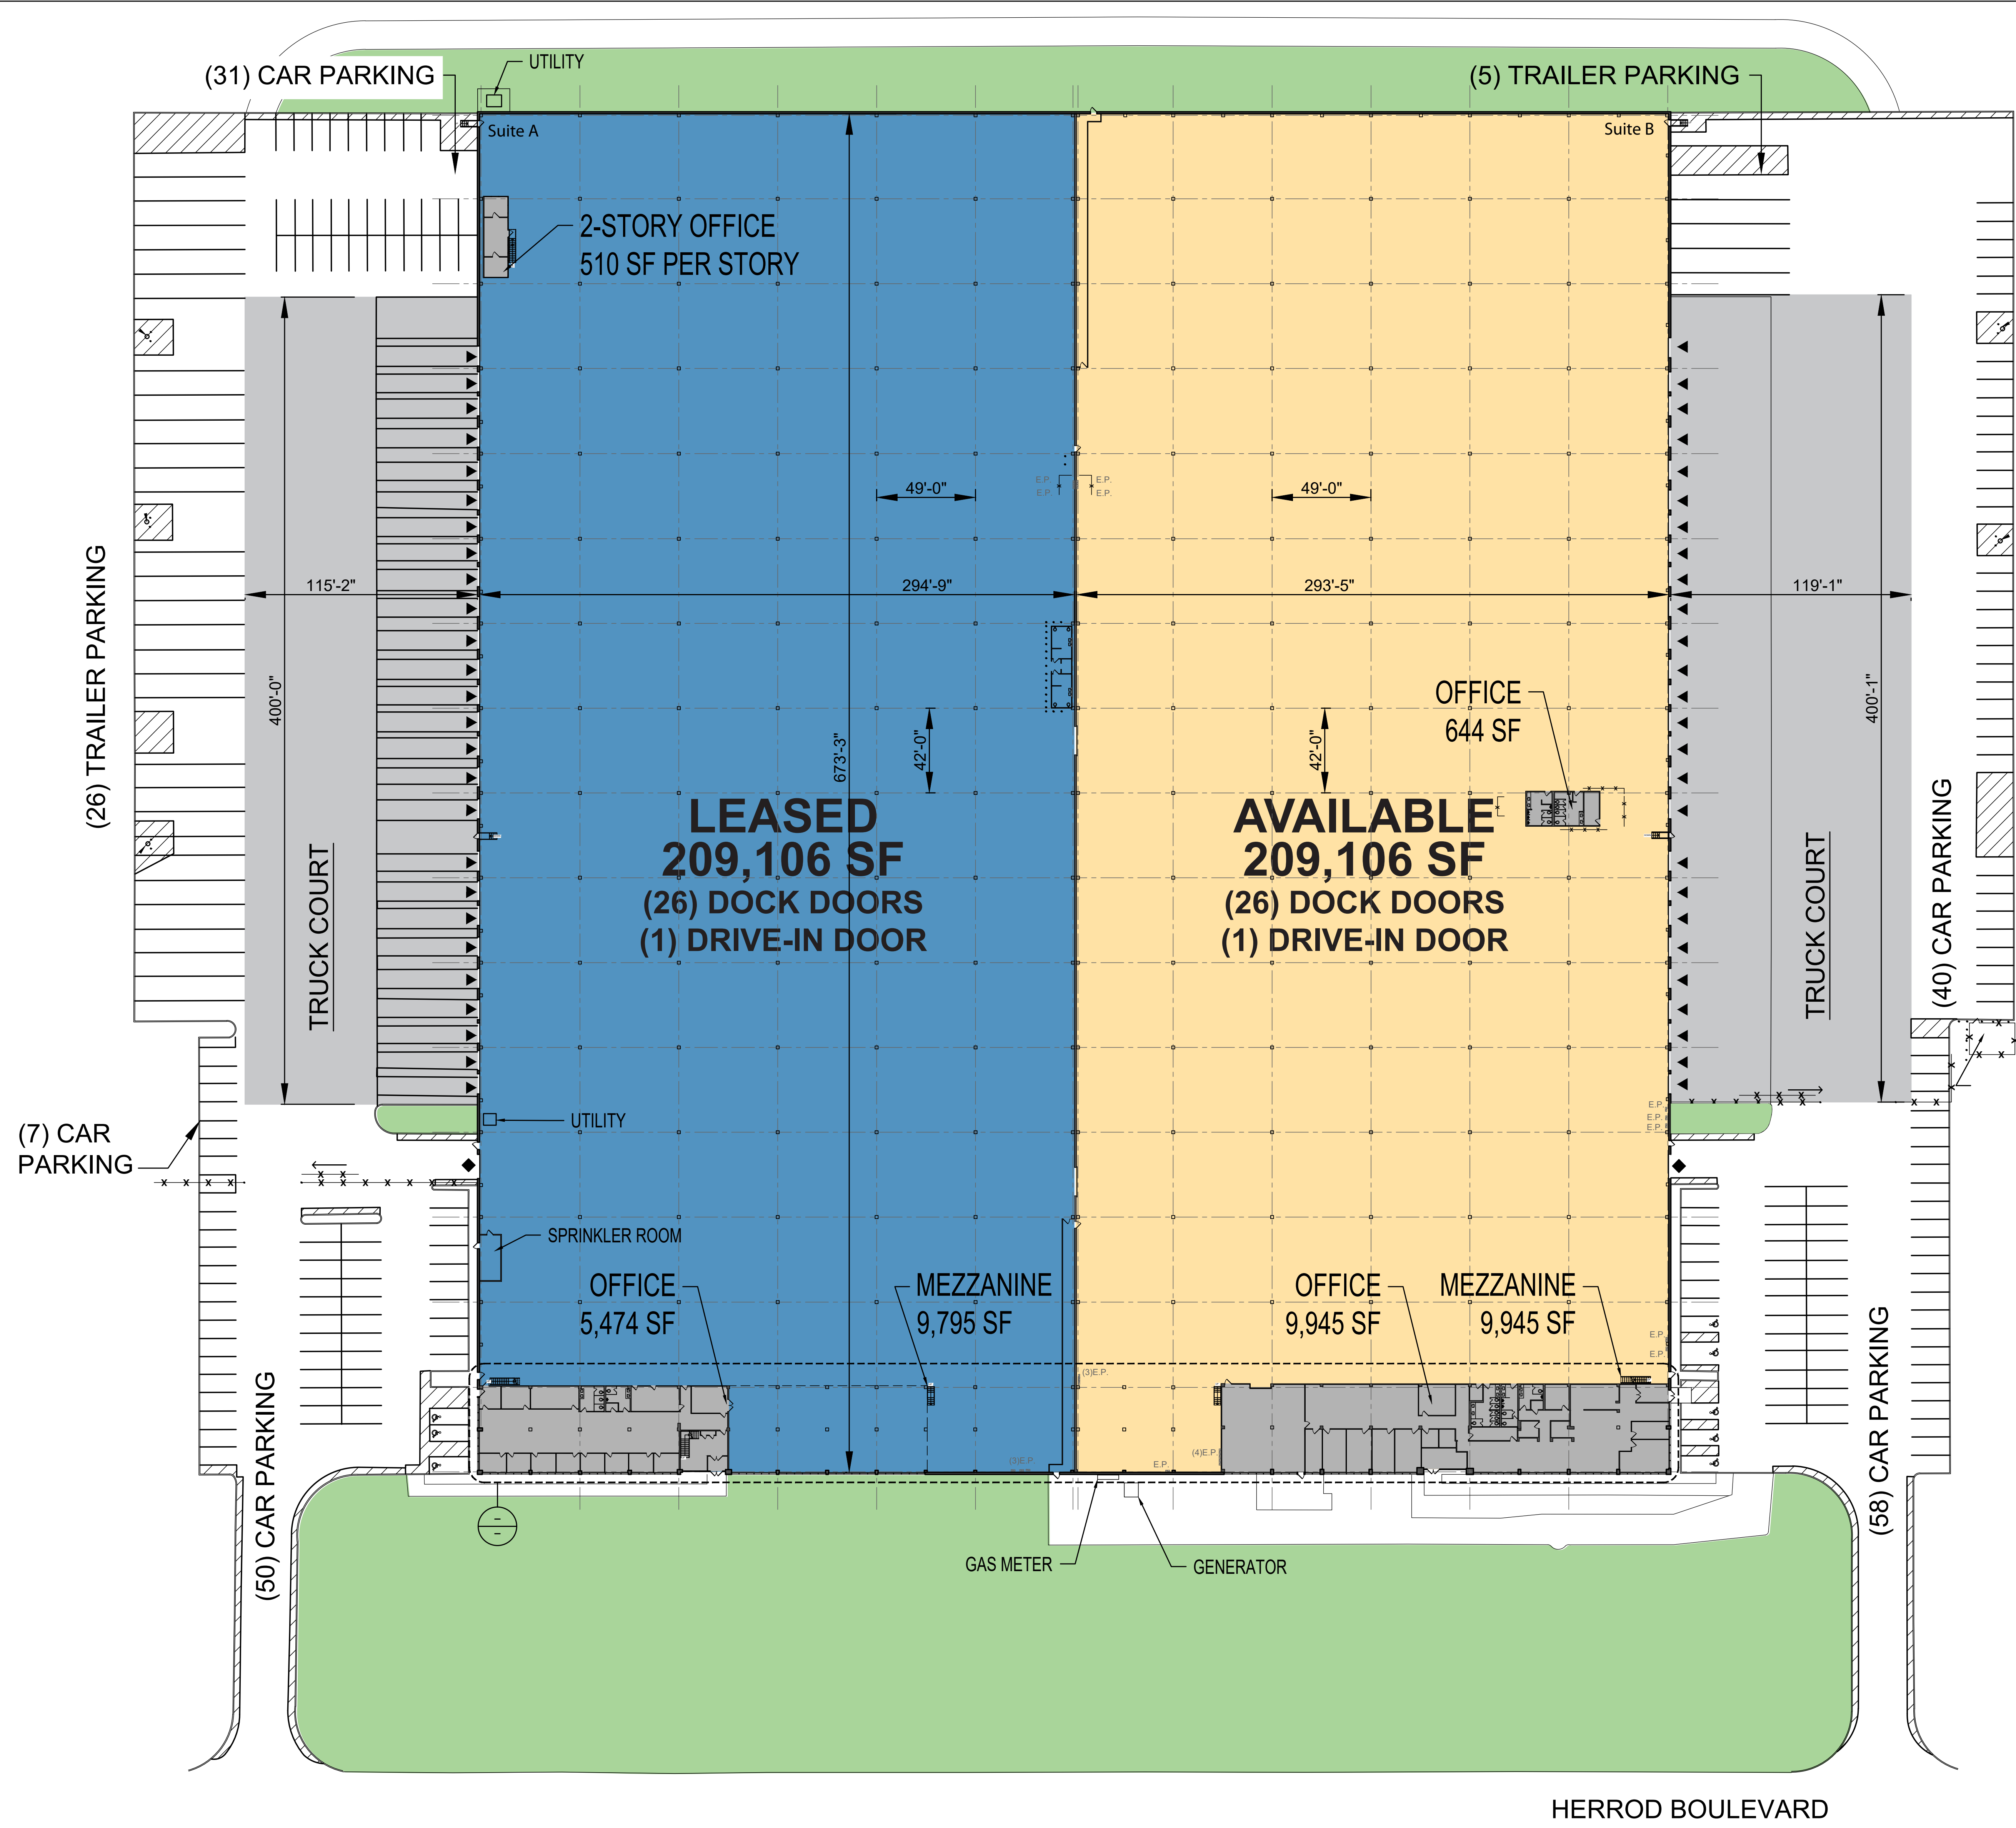 UTILITY
(31) CAR PARKING
(5) TRAILER PARKING
Suite A
Suite B
2-STORY OFFICE
510 SF PER STORY
E.P.
E.P.
E.P.
E.P.
49'-0"
49'-0"
115'-2"
294'-9"
293'-5"
119'-1"
(26) TRAILER PARKING
400'-0"
400'-1"
OFFICE
644 SF
673'-3"
42'-0"
42'-0"
LEASED
209,106 SF
(26) DOCK DOORS
(1) DRIVE-IN DOOR
AVAILABLE
209,106 SF
(26) DOCK DOORS
(1) DRIVE-IN DOOR
TRUCK COURT
TRUCK COURT
(40) CAR PARKING
UTILITY
E.P.
E.P.
E.P.
(7) CAR
PARKING
SPRINKLER ROOM
OFFICE
5,474 SF
MEZZANINE
9,795 SF
OFFICE
9,945 SF
MEZZANINE
9,945 SF
E.P.
E.P.
(3)E.P.
(3)E.P.
(4)E.P.
E.P.
(50) CAR PARKING
(58) CAR PARKING
GAS METER
GENERATOR
HERROD BOULEVARD